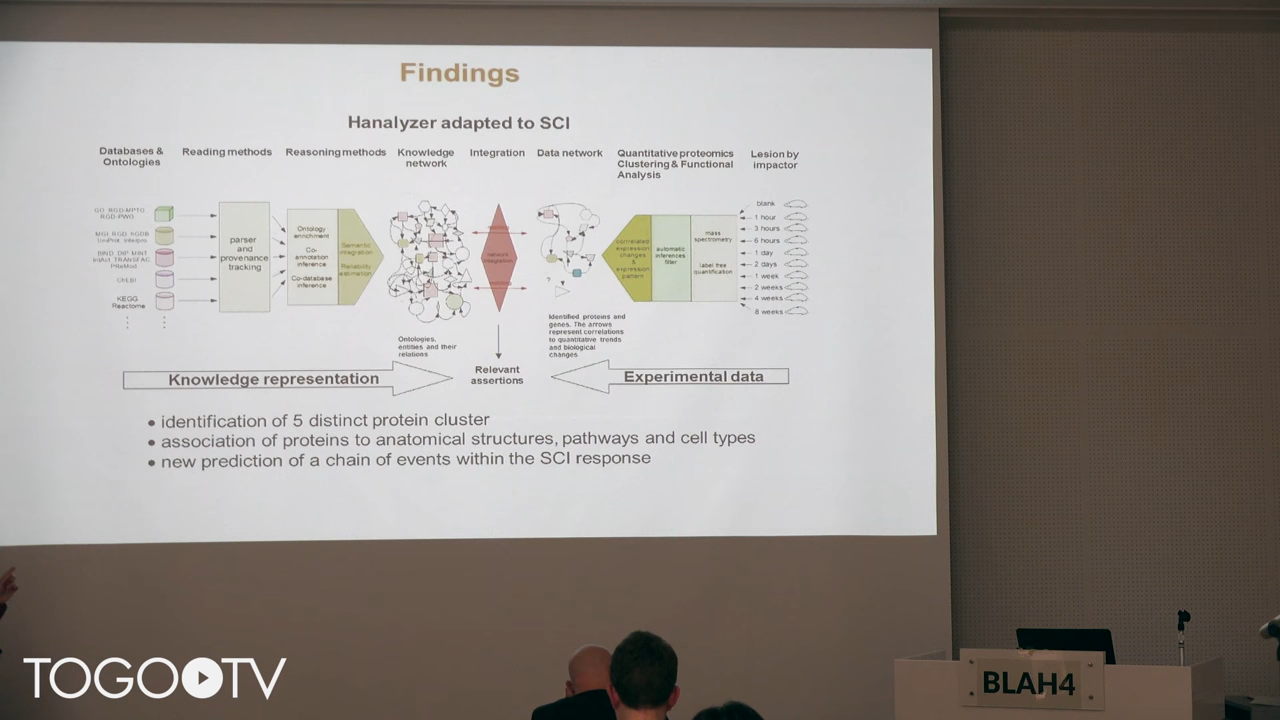 Findings
Hanalyzer adapted to SCI
Databases &
Ontologies
Reading methods
Reasoning methods
Knowledge
network
Integration
Data network
Quantitative proteomics
Clustering & Functional
Analysis
Lesion by
impactor
GO, RGD-MPTO
RGD-PWO
MGI, RGD, HGDB
UniProt, Interpro
BIND, DIP, MINT
IntAct, TRANSFAC
ChEBI
KEGG
Reactome
parser
and
provenance
tracking
Ontology
enrichment
Co-
annotation
inference
Co-database
inference
Semantic
integration
Reliability
estimation
network
integration
?
correlated
expression
changes
&
expression
pattern
automatic
inferences
filter
mass
spectrometry
label free
quantification
blank
1 hour
3 hours
6 hours
1 day
2 days
1 week
2 weeks
4 weeks
8 weeks
Ontologies,
entities and their
relations
Identified proteins and
genes. The arrows
represent correlations
to quantitative trends
and biological
changes
Knowledge representation
Relevant
assertions
Experimental data
• identification of 5 distinct protein cluster
• association of proteins to anatomical structures, pathways and cell types
• new prediction of a chain of events within the SCI response
TOGOTV
BLAH4